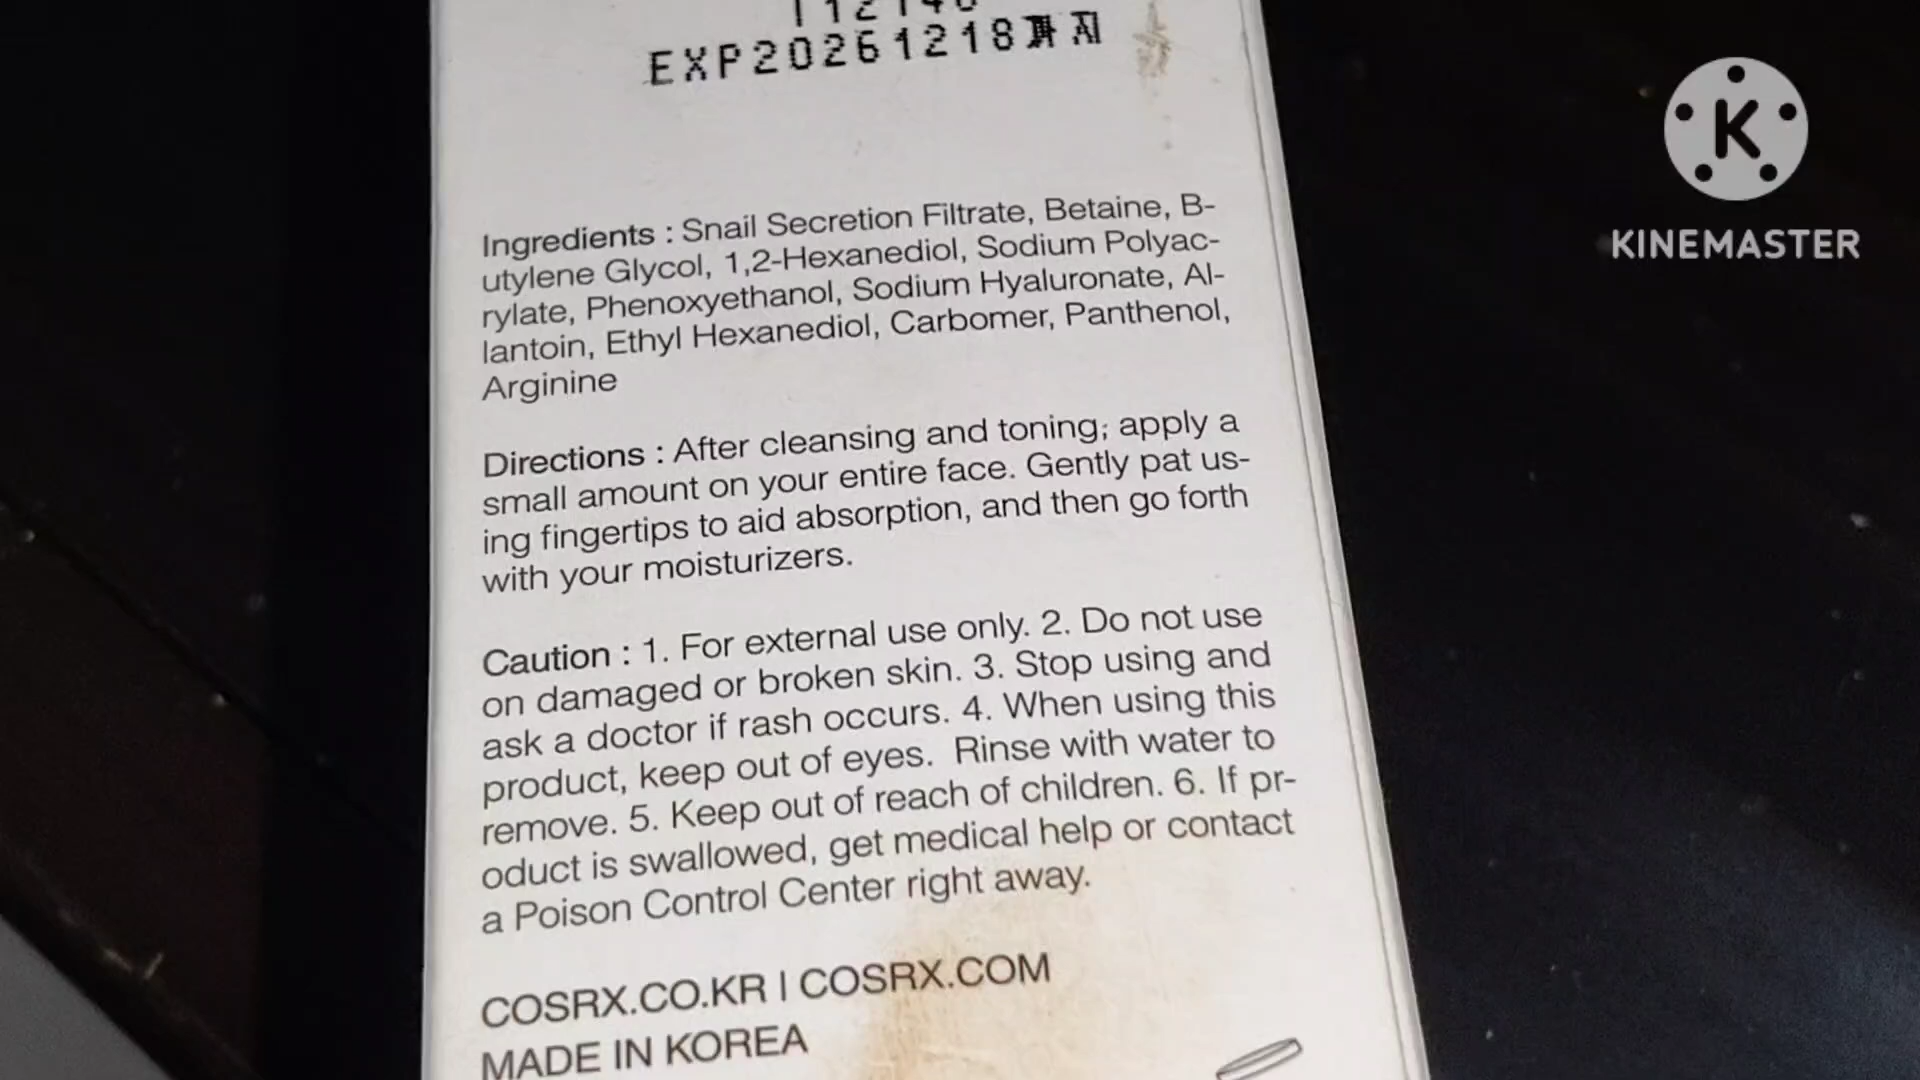 EXP20261218까지
Ingredients : Snail Secretion Filtrate, Betaine, B-
utylene Glycol, 1,2-Hexanediol, Sodium Polyac-
rylate, Phenoxyethanol, Sodium Hyaluronate, Al-
lantoin, Ethyl Hexanediol, Carbomer, Panthenol,
Arginine
Directions : After cleansing and toning; apply a
small amount on your entire face. Gently pat us-
ing fingertips to aid absorption, and then go forth
with your moisturizers.
Caution : 1. For external use only. 2. Do not use
on damaged or broken skin. 3. Stop using and
ask a doctor if rash occurs. 4. When using this
product, keep out of eyes. Rinse with water to
remove. 5. Keep out of reach of children. 6. If pr-
oduct is swallowed, get medical help or contact
a Poison Control Center right away.
COSRX.CO.KR | COSRX.COM
MADE IN KOREA
K
KINEMASTER